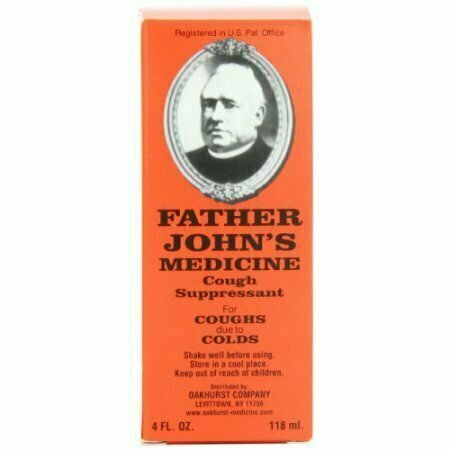 Registered in U.S. Pat. Office
FATHER
JOHN'S
MEDICINE
Cough
Suppressant
For
COUGHS
due to
COLDS
Shake well before using.
Store in a cool place.
Keep out of reach of children.
Distributed by
OAKHURST COMPANY
LEVITTOWN, NY 11756
www.oakhurst-medicine.com
4 FL. OZ. 118 ml.